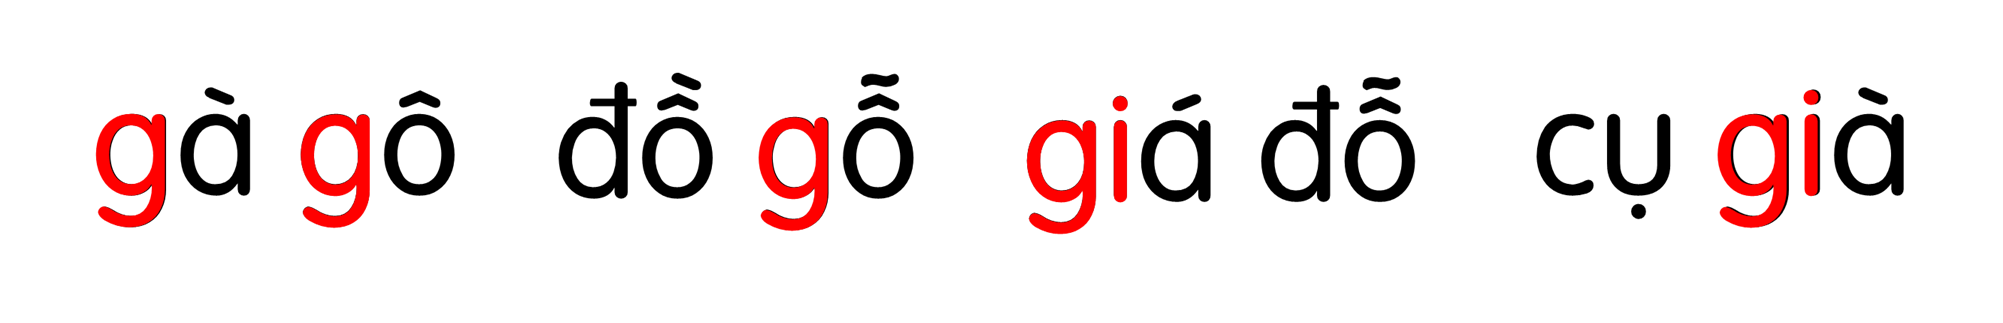 gà gô đồ gỗ giá đỗ cụ già